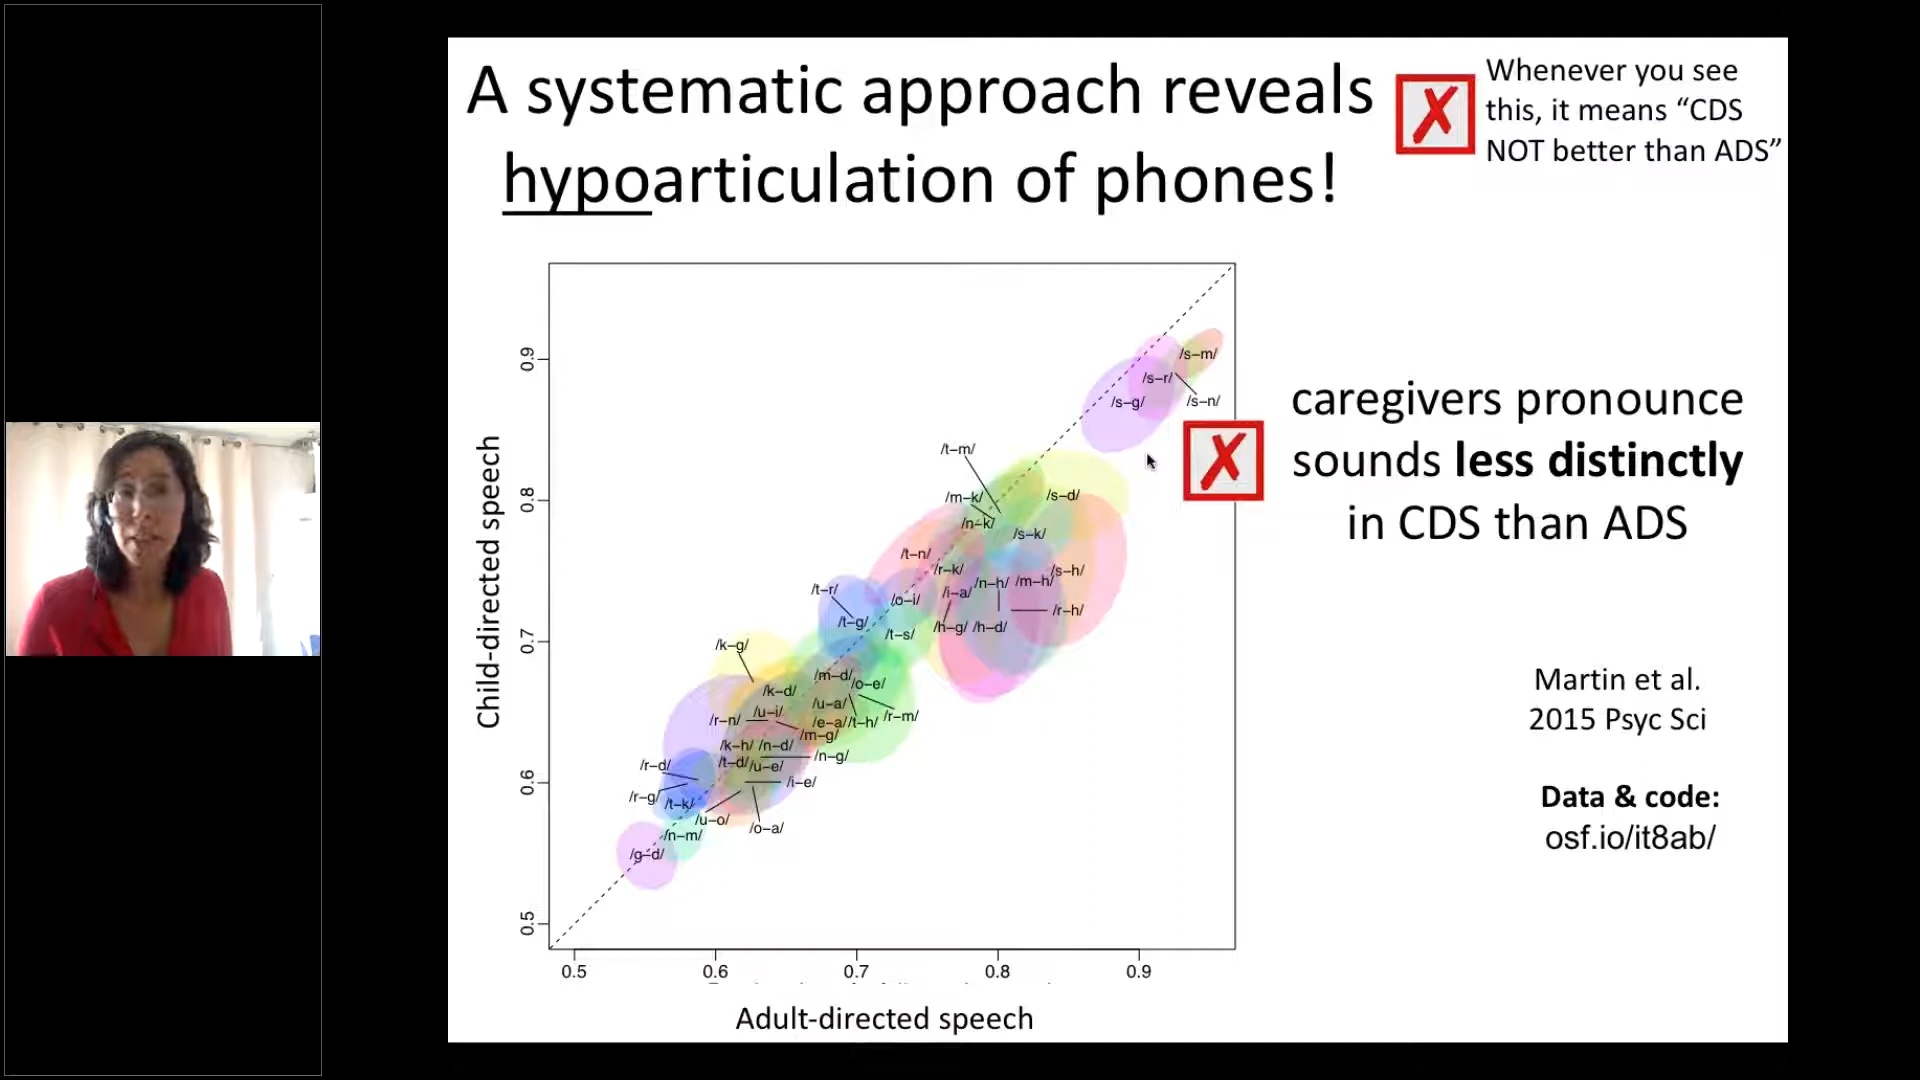 A systematic approach reveals
hypoarticulation of phones!
Whenever you see
this, it means “CDS
NOT better than ADS”
Child-directed speech
0.9
0.8
0.7
0.6
0.5
/s–m/
/s–r/
/s–g/
/s–n/
/t–m/
/m–k/
/s–d/
/n–k/
/s–k/
/t–n/
/r–k/
/s–h/
/n–h/
/m–h/
/t–r/
/o–i/
/i–a/
/r–h/
/t–g/
/t–s/
/h–g/
/h–d/
/k–g/
/m–d/
/o–e/
/k–d/
/u–a/
/u–i/
/r–n/
/e–a/
/t–h/
/r–m/
/m–g/
/k–h/
/n–d/
/n–g/
/r–d/
/t–d/
/u–e/
/i–e/
/r–g/
/t–k/
/u–o/
/o–a/
/n–m/
/g–d/
0.5 0.6 0.7 0.8 0.9
Adult-directed speech
caregivers pronounce
sounds less distinctly
in CDS than ADS
Martin et al.
2015 Psyc Sci
Data & code:
osf.io/it8ab/